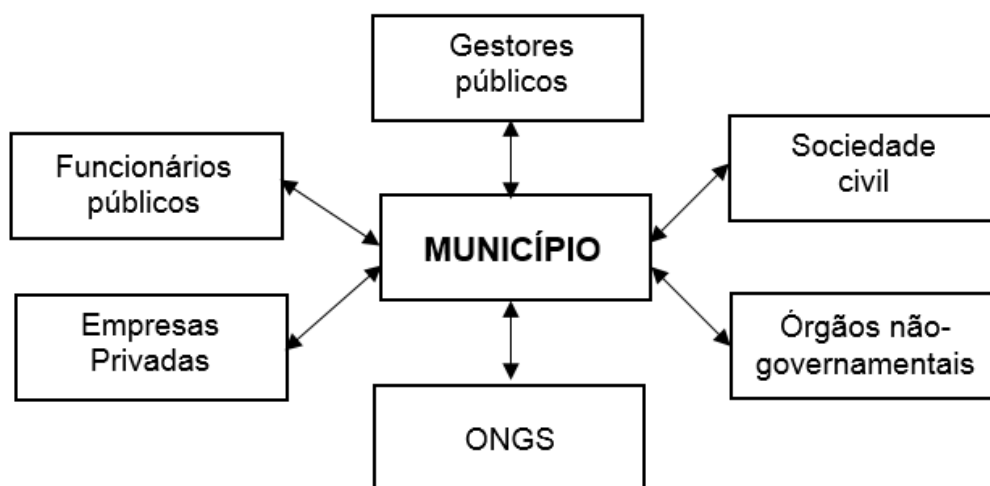 Gestores
públicos
Funcionários
públicos
Sociedade
civil
MUNICÍPIO
Empresas
Privadas
Órgãos não-
governamentais
ONGS